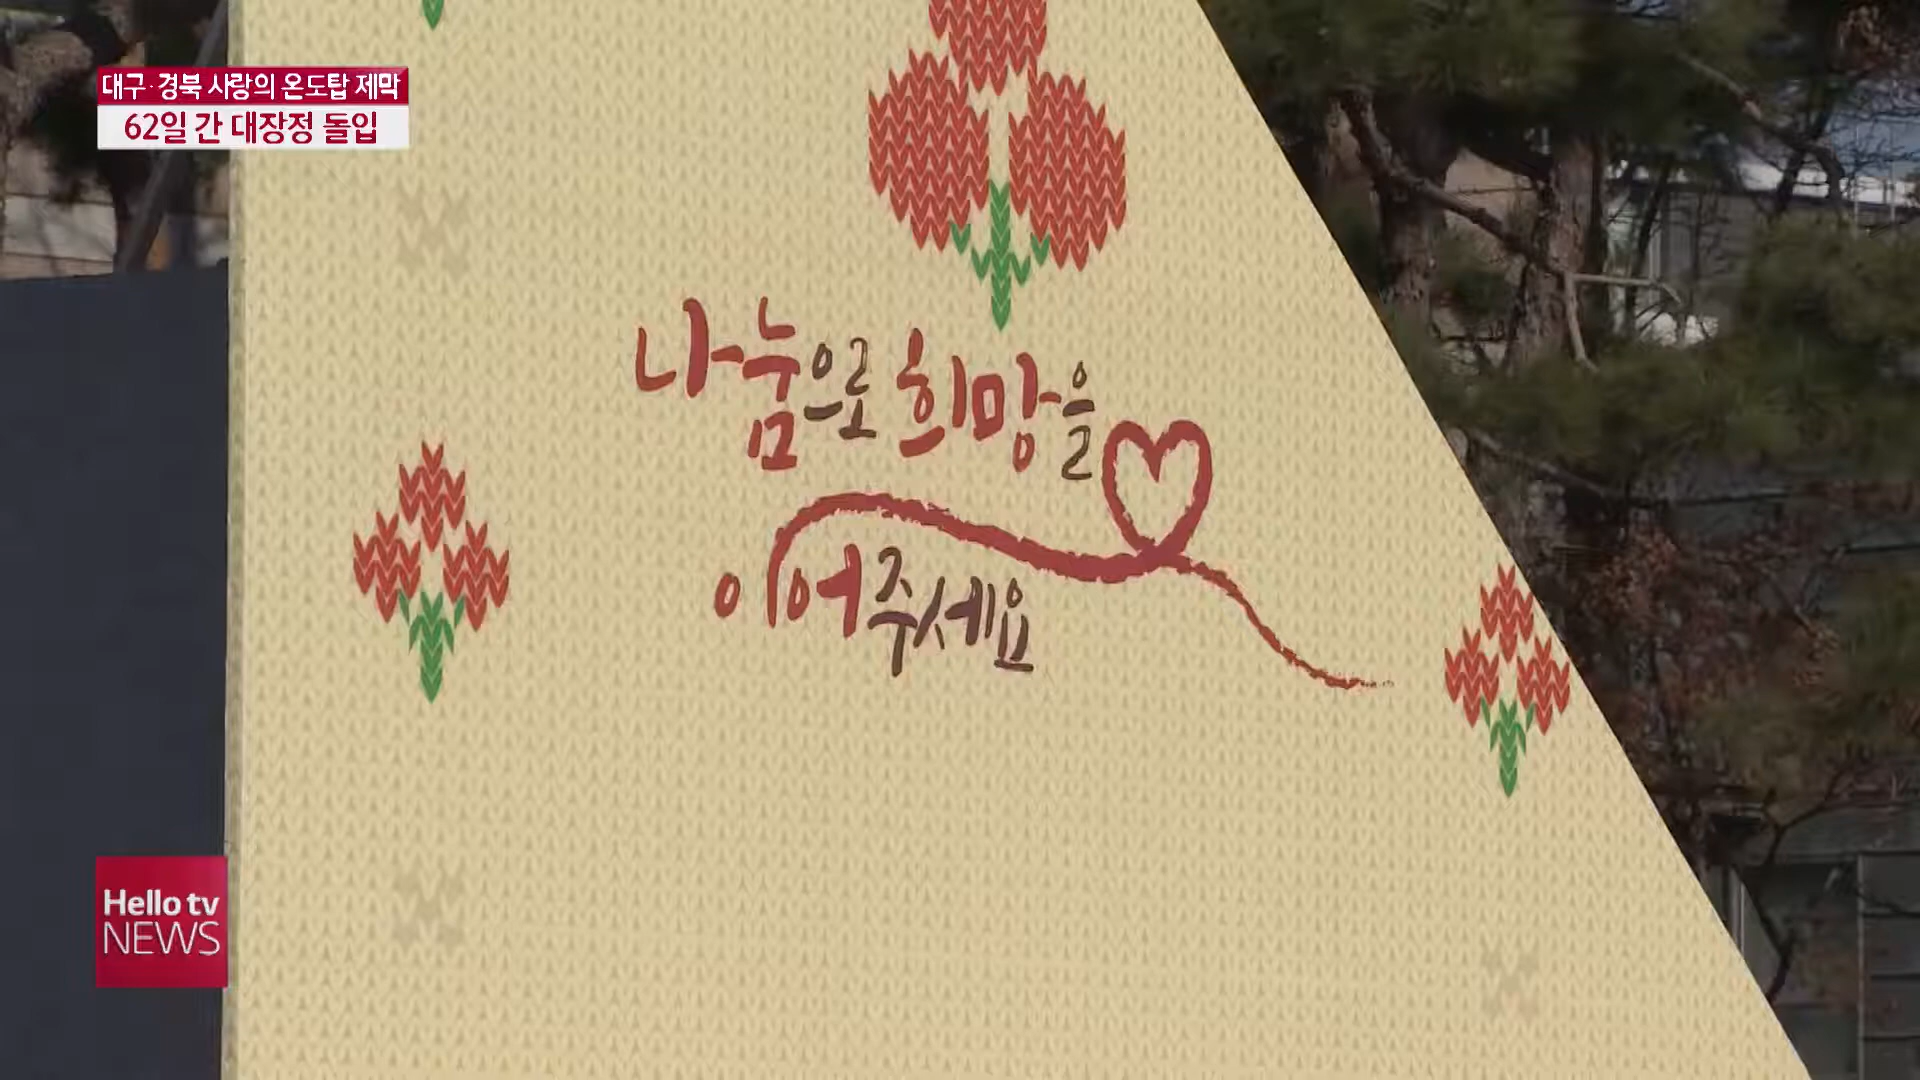 대구·경북 사랑의 온도탑 제막
62일 간 대장정 돌입
나눔으로 희망을
이어주세요
Hello tv
NEWS